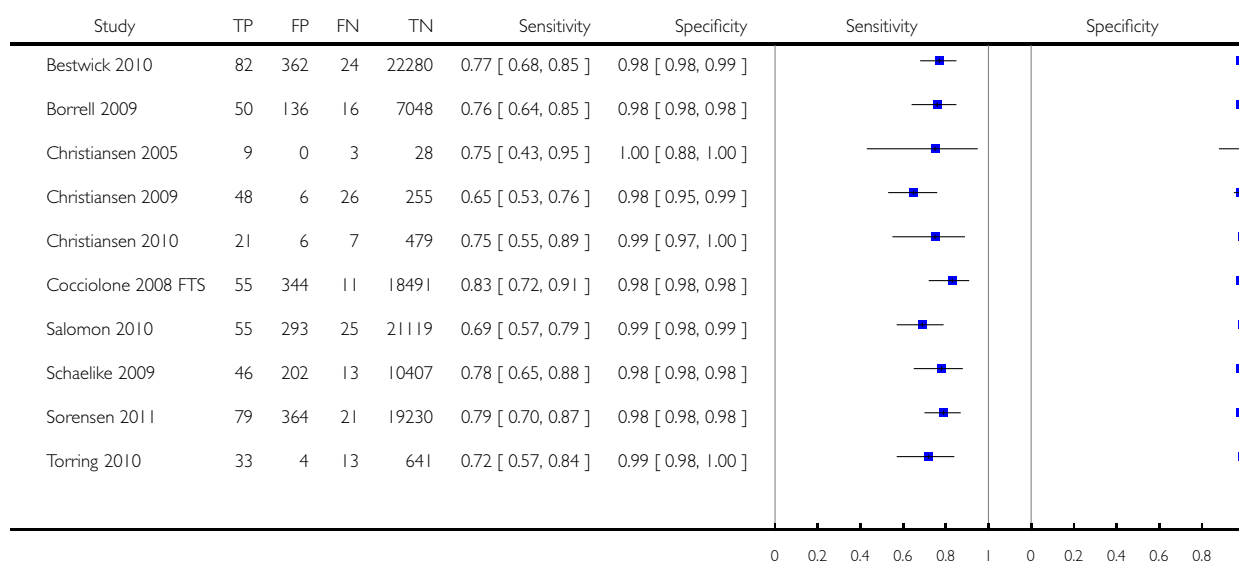 Study TP FP FN TN Sensitivity Specificity Sensitivity Specificity
Bestwick 2010 82 362 24 22280 0.77 [ 0.68, 0.85 ] 0.98 [ 0.98, 0.99 ]
Borrell 2009 50 136 16 7048 0.76 [ 0.64, 0.85 ] 0.98 [ 0.98, 0.98 ]
Christiansen 2005 9 0 3 28 0.75 [ 0.43, 0.95 ] 1.00 [ 0.88, 1.00 ]
Christiansen 2009 48 6 26 255 0.65 [ 0.53, 0.76 ] 0.98 [ 0.95, 0.99 ]
Christiansen 2010 21 6 7 479 0.75 [ 0.55, 0.89 ] 0.99 [ 0.97, 1.00 ]
Cocciolone 2008 FTS 55 344 11 18491 0.83 [ 0.72, 0.91 ] 0.98 [ 0.98, 0.98 ]
Salomon 2010 55 293 25 21119 0.69 [ 0.57, 0.79 ] 0.99 [ 0.98, 0.99 ]
Schaelike 2009 46 202 13 10407 0.78 [ 0.65, 0.88 ] 0.98 [ 0.98, 0.98 ]
Sorensen 2011 79 364 21 19230 0.79 [ 0.70, 0.87 ] 0.98 [ 0.98, 0.98 ]
Torring 2010 33 4 13 641 0.72 [ 0.57, 0.84 ] 0.99 [ 0.98, 1.00 ]
0 0.2 0.4 0.6 0.8 1 0 0.2 0.4 0.6 0.8